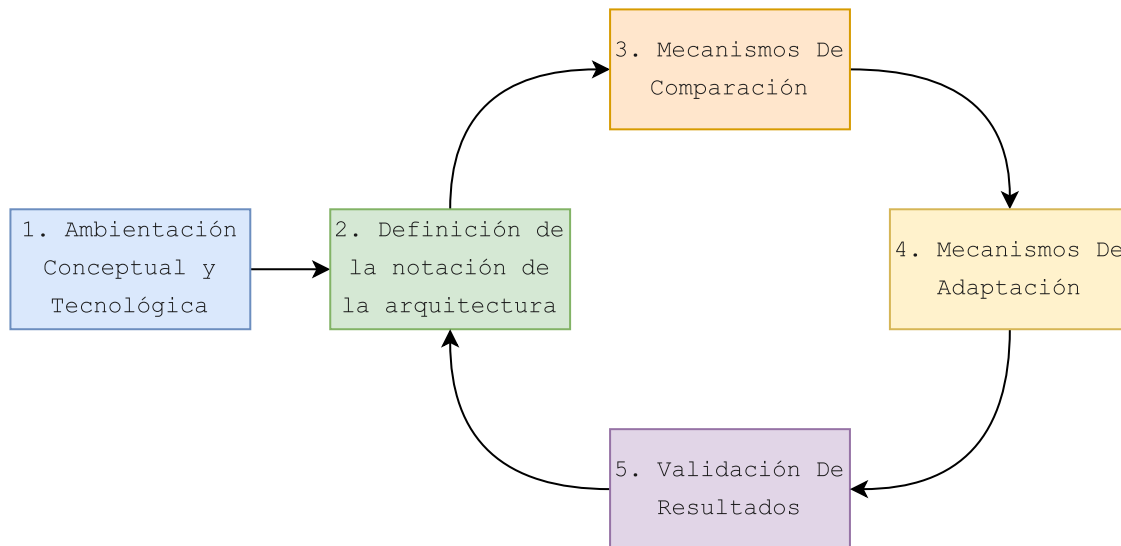 1. Ambientación
Conceptual y
Tecnológica
2. Definición de
la notación de
la arquitectura
3. Mecanismos De
Comparación
4. Mecanismos De
Adaptación
5. Validación De
Resultados